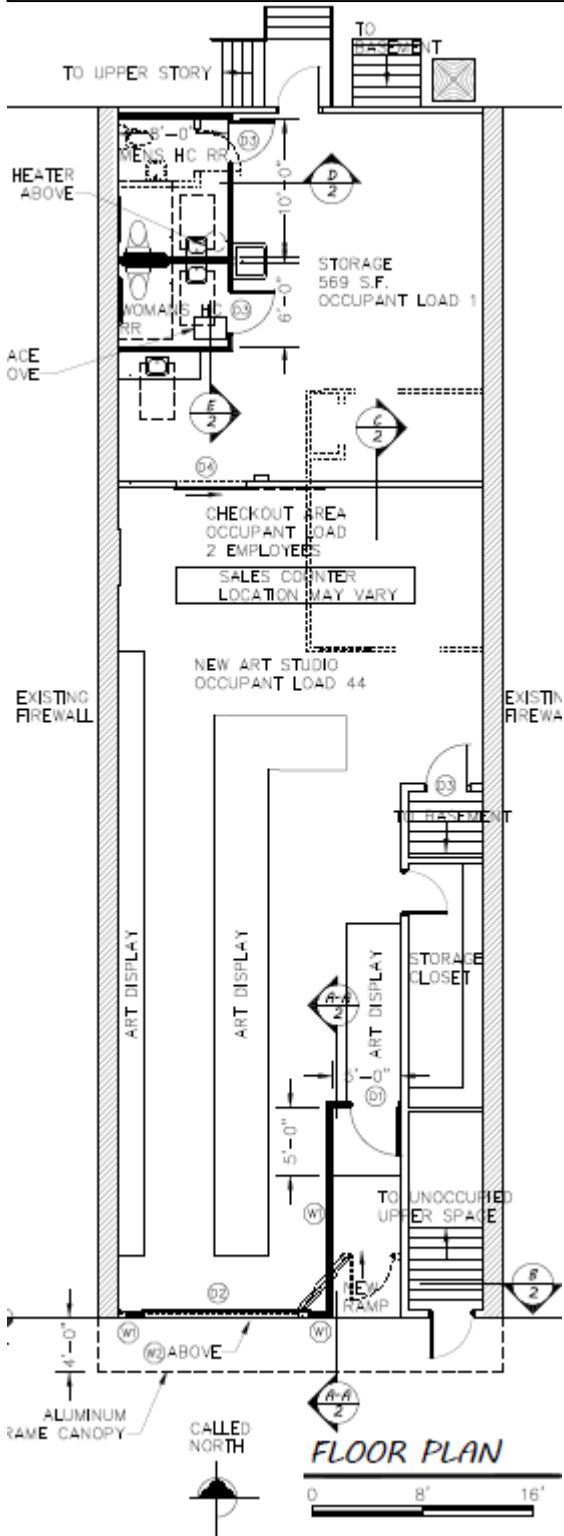 TO
BASEMENT
TO UPPER STORY
8'-0"
MENS HC RR
D3
HEATER
ABOVE
D
2
10'-0"
STORAGE
569 S.F.
OCCUPANT LOAD 1
WOMANS HC
RR
D3
6'-0"
ACE
OVE
E
2
C
2
D4
CHECKOUT AREA
OCCUPANT LOAD
2 EMPLOYEES
SALES COUNTER
LOCATION MAY VARY
NEW ART STUDIO
OCCUPANT LOAD 44
EXISTING
FIREWALL
EXISTIN
FIREWA
D3
TO BASEMENT
ART DISPLAY
ART DISPLAY
ART DISPLAY
STORAGE
CLOSET
A-A
2
5'-0"
D1
5'-0"
TO UNOCCUPIED
UPPER SPACE
W1
NEW
RAMP
B
2
D2
W1
W2 ABOVE
W1
4'-0"
ALUMINUM
RAME CANOPY
A-A
2
CALLED
NORTH
FLOOR PLAN
0 8' 16'